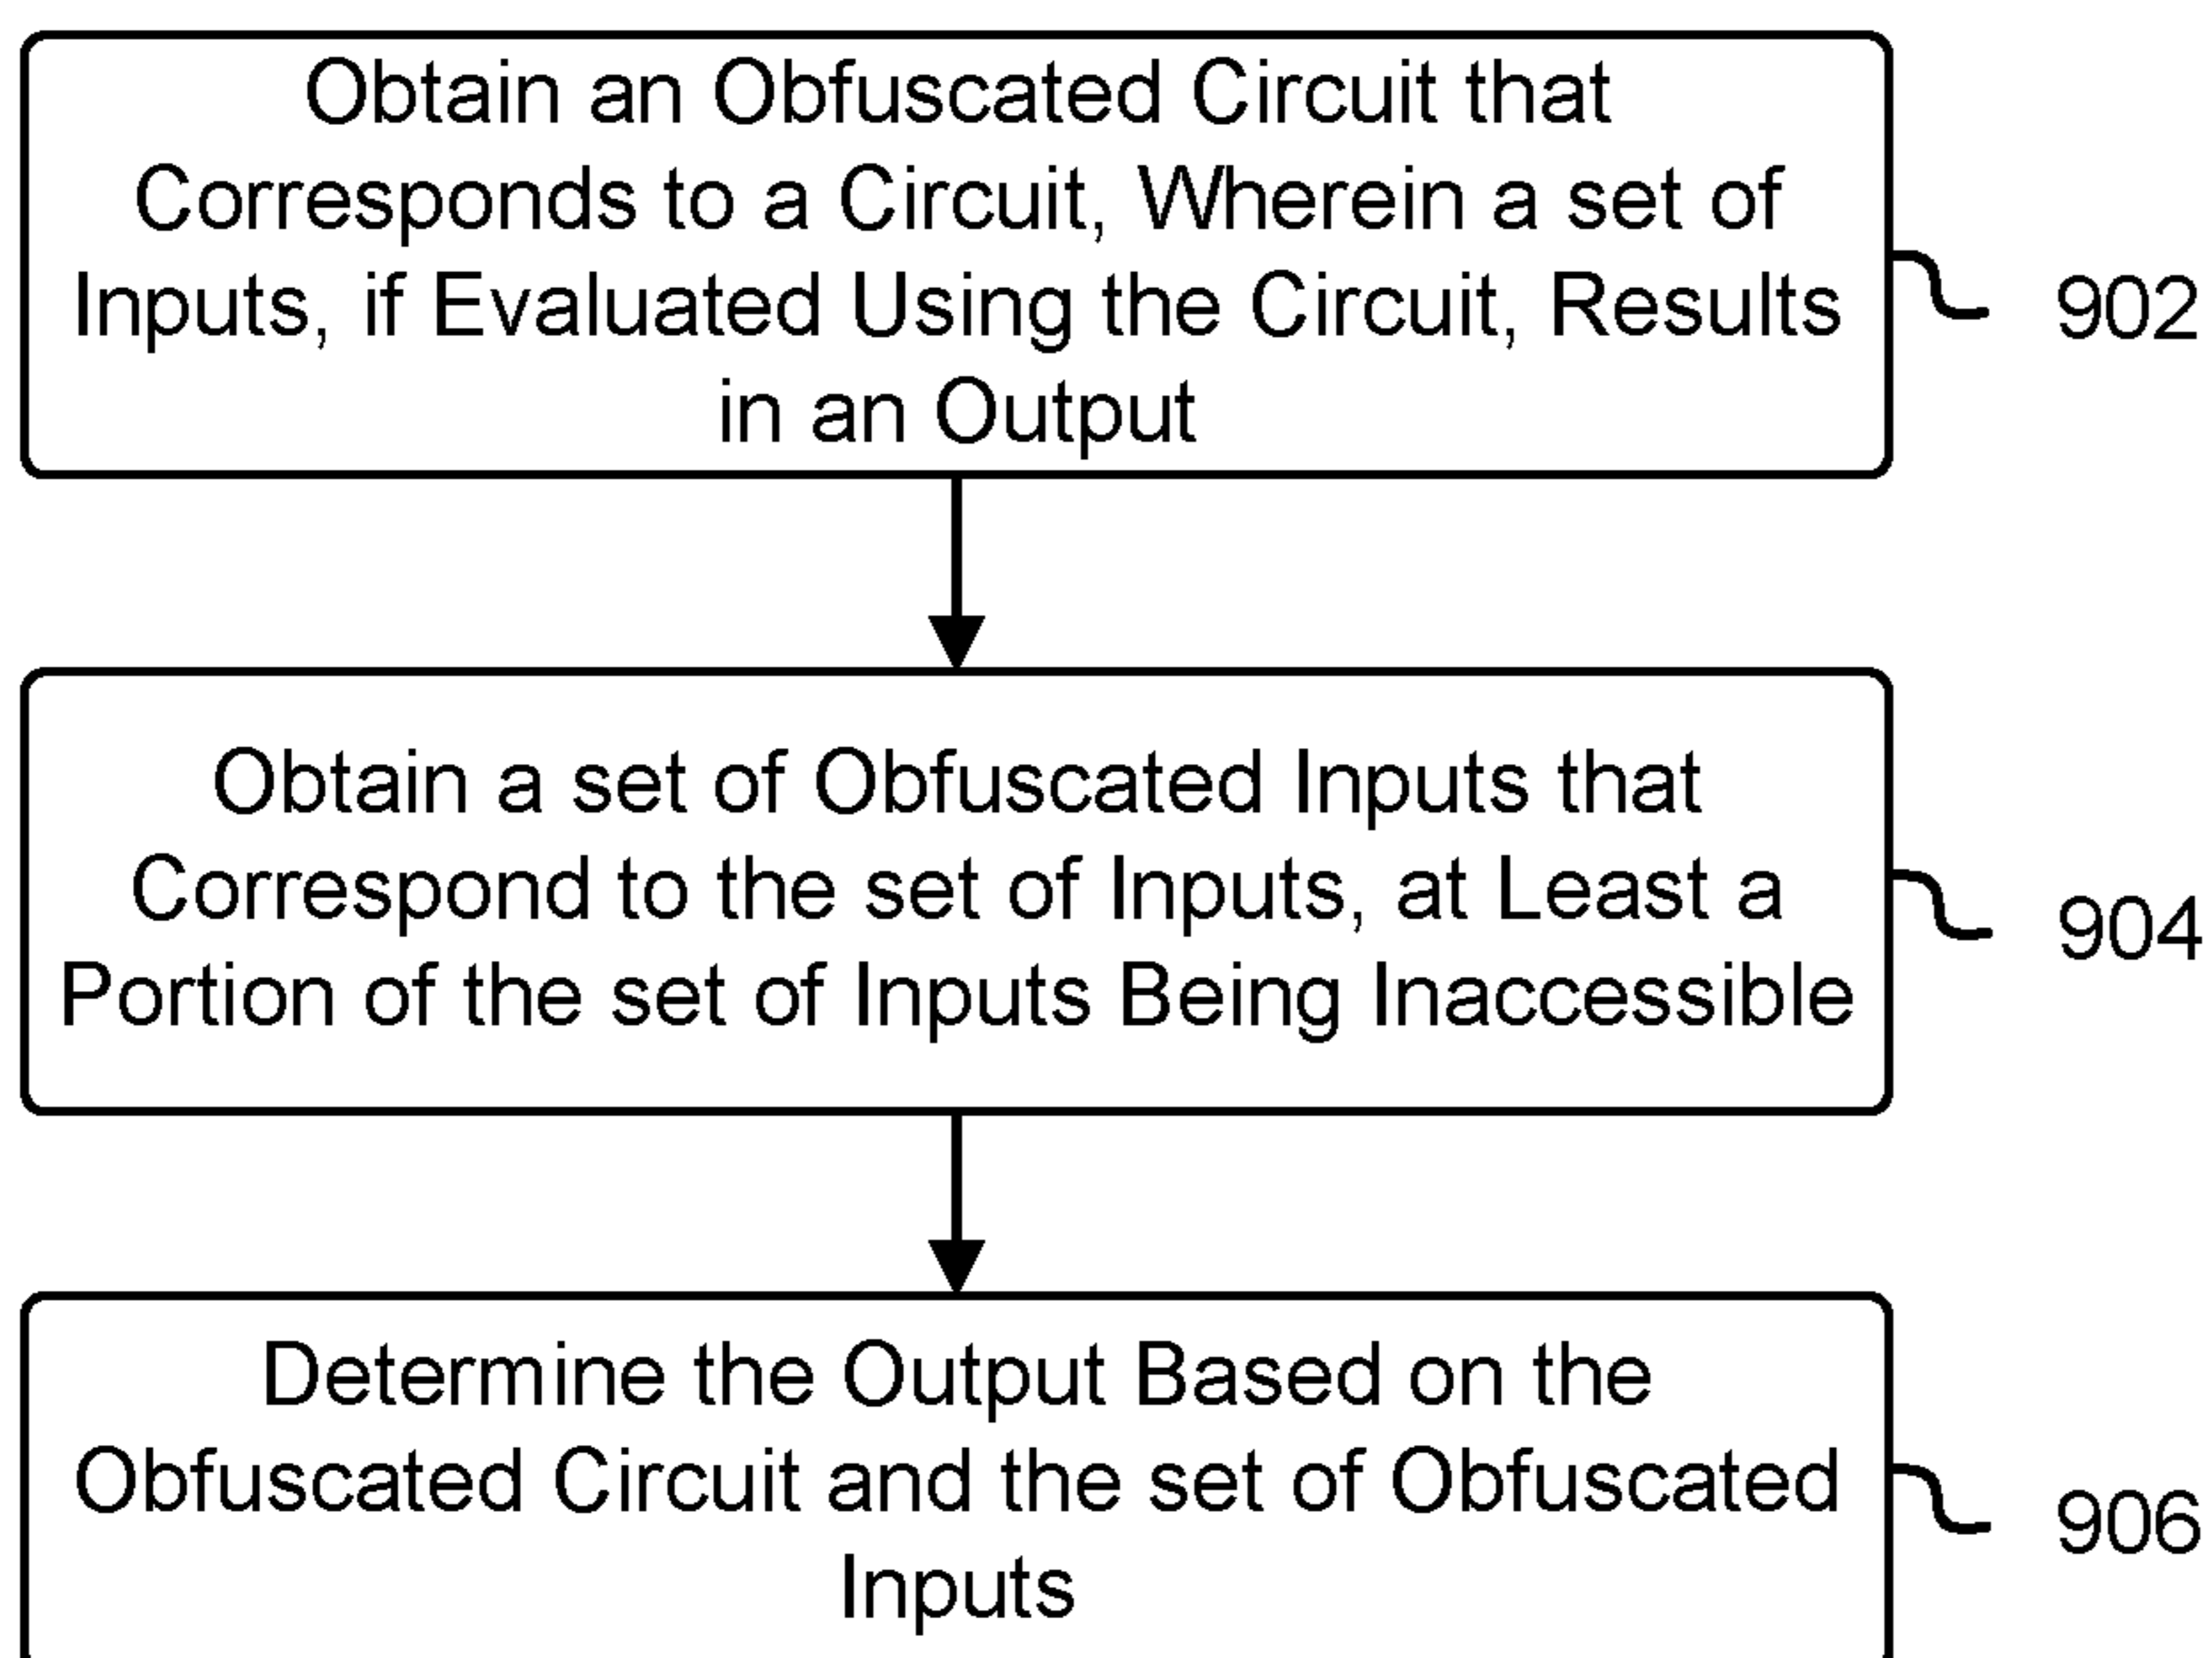 Obtain an Obfuscated Circuit that
Corresponds to a Circuit, Wherein a set of
Inputs, if Evaluated Using the Circuit, Results
in an Output
902
Obtain a set of Obfuscated Inputs that
Correspond to the set of Inputs, at Least a
Portion of the set of Inputs Being Inaccessible
904
Determine the Output Based on the
Obfuscated Circuit and the set of Obfuscated
Inputs
906